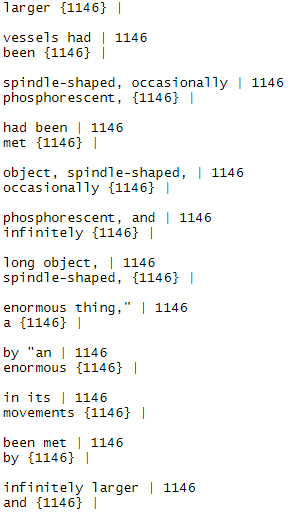 larger {1146} |
vessels had | 1146
been {1146} |
spindle-shaped, occasionally | 1146
phosphorescent, {1146} |
had been | 1146
met {1146} |
object, spindle-shaped, | 1146
occasionally {1146} |
phosphorescent, and | 1146
infinitely {1146} |
long object, | 1146
spindle-shaped, {1146} |
enormous thing," | 1146
a {1146} |
by "an | 1146
enormous {1146} |
in its | 1146
movements {1146} |
been met | 1146
by {1146} |
infinitely larger | 1146
and {1146} |